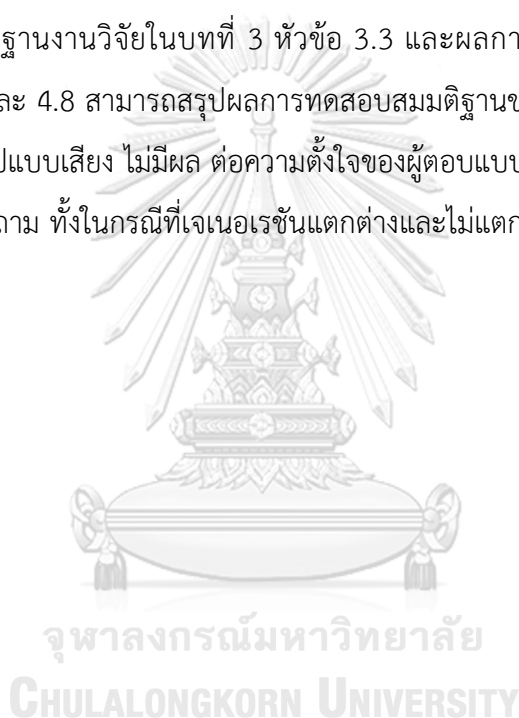 ฐานงานวิจัยในบทที่ 3 หัวข้อ 3.3 และผลกา
ละ 4.8 สามารถสรุปผลการทดสอบสมมติฐานข
ปแบบเสียง ไม่มีผล ต่อความตั้งใจของผู้ตอบแบบ
ถาม ทั้งในกรณีที่เจเนอเรชันแตกต่างและไม่แตก
จุฬาลงกรณ์มหาวิทยาลัย
CHULALONGKORN UNIVERSITY